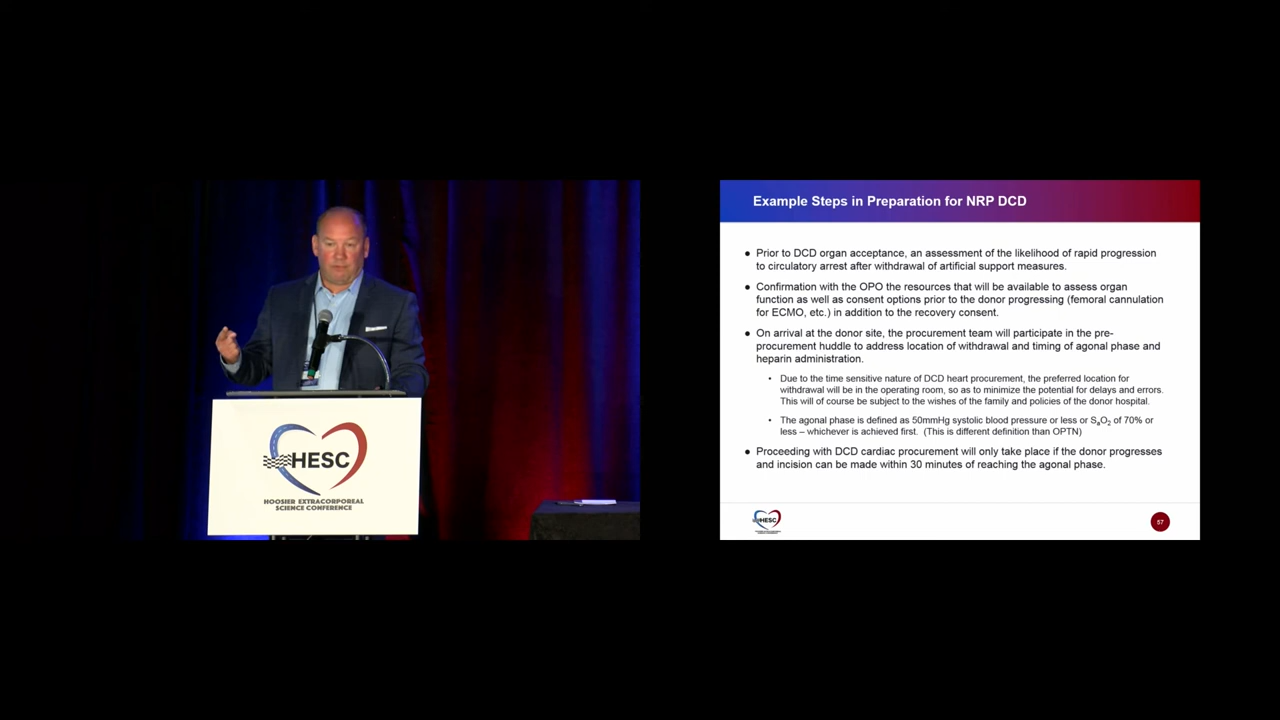 HESC
HOOSIER EXTRACORPOREAL
SCIENCE CONFERENCE
Example Steps in Preparation for NRP DCD
● Prior to DCD organ acceptance, an assessment of the likelihood of rapid progression
to circulatory arrest after withdrawal of artificial support measures.
● Confirmation with the OPO the resources that will be available to assess organ
function as well as consent options prior to the donor progressing (femoral cannulation
for ECMO, etc.) in addition to the recovery consent.
● On arrival at the donor site, the procurement team will participate in the pre-
procurement huddle to address location of withdrawal and timing of agonal phase and
heparin administration.
• Due to the time sensitive nature of DCD heart procurement, the preferred location for
withdrawal will be in the operating room, so as to minimize the potential for delays and errors.
This will of course be subject to the wishes of the family and policies of the donor hospital.
• The agonal phase is defined as 50mmHg systolic blood pressure or less or SaO2 of 70% or
less – whichever is achieved first. (This is different definition than OPTN)
● Proceeding with DCD cardiac procurement will only take place if the donor progresses
and incision can be made within 30 minutes of reaching the agonal phase.
HESC
57